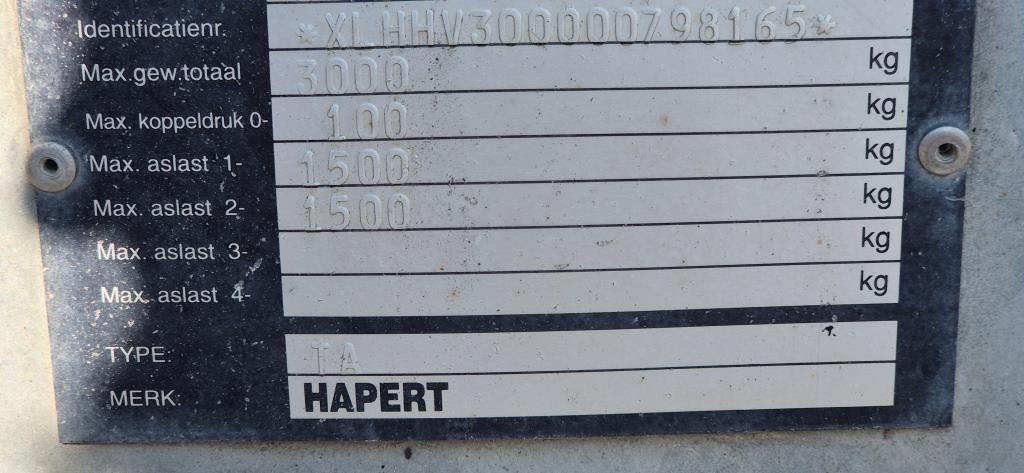 Identificatienr. *XLHHV300000798165*
Max.gew.totaal 3000 kg
Max. koppeldruk 0- 100 kg
Max. aslast 1- 1500 kg
Max. aslast 2- 1500 kg
Max. aslast 3- kg
Max. aslast 4- kg
TYPE: TA
MERK: HAPERT